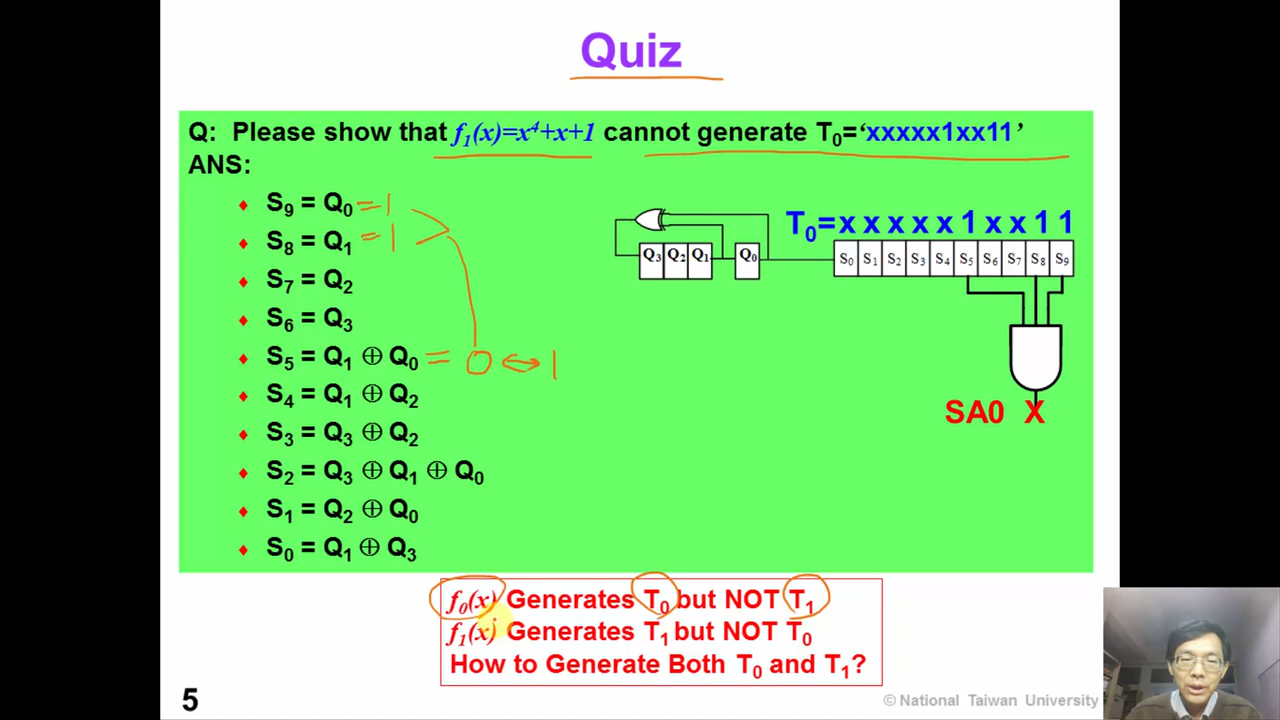 Quiz
Q: Please show that f₁(x)=x⁴+x+1 cannot generate T₀=‘xxxxx1xx11’
ANS:
♦ S₉ = Q₀ = 1
♦ S₈ = Q₁ = 1
♦ S₇ = Q₂
♦ S₆ = Q₃
♦ S₅ = Q₁ ⊕ Q₀ = 0 ↔ 1
♦ S₄ = Q₁ ⊕ Q₂
♦ S₃ = Q₃ ⊕ Q₂
♦ S₂ = Q₃ ⊕ Q₁ ⊕ Q₀
♦ S₁ = Q₂ ⊕ Q₀
♦ S₀ = Q₁ ⊕ Q₃
T₀= x x x x x 1 x x 1 1
Q₃ Q₂ Q₁ Q₀
S₀ S₁ S₂ S₃ S₄ S₅ S₆ S₇ S₈ S₉
SA0 X
f₀(x) Generates T₀ but NOT T₁
f₁(x) Generates T₁ but NOT T₀
How to Generate Both T₀ and T₁?
5
© National Taiwan University